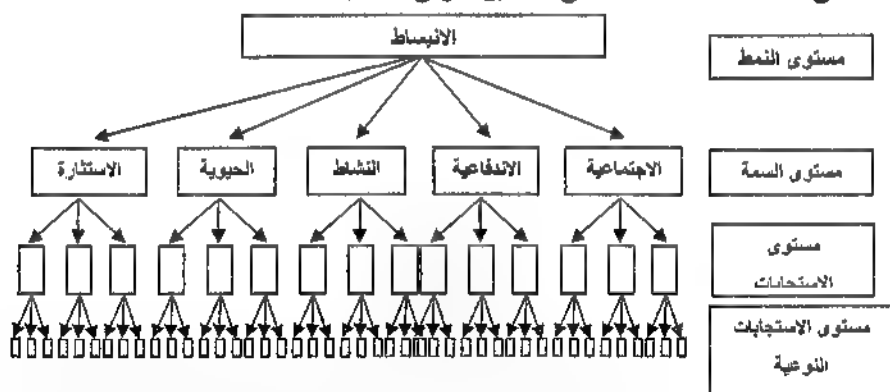 الانبساط
مستوى النمط
الاجتماعية
الاندفاعية
النشاط
الحيوية
الاستثارة
مستوى السمة
مستوى
الاستجابات
مستوى الاستجابات
النوعية